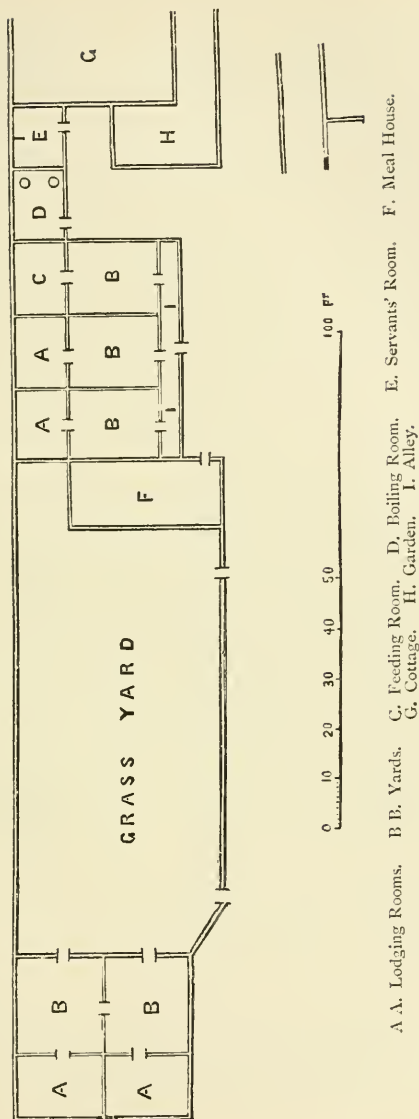 A B A A C D E G
GRASS YARD
A B F B B B H
I I
0 10 20 30 40 50 100 FT
A A. Lodging Rooms. B B. Yards. C. Feeding Room. D. Boiling Room. E. Servants' Room. F. Meal House.
G. Cottage. H. Garden. I. Alley.